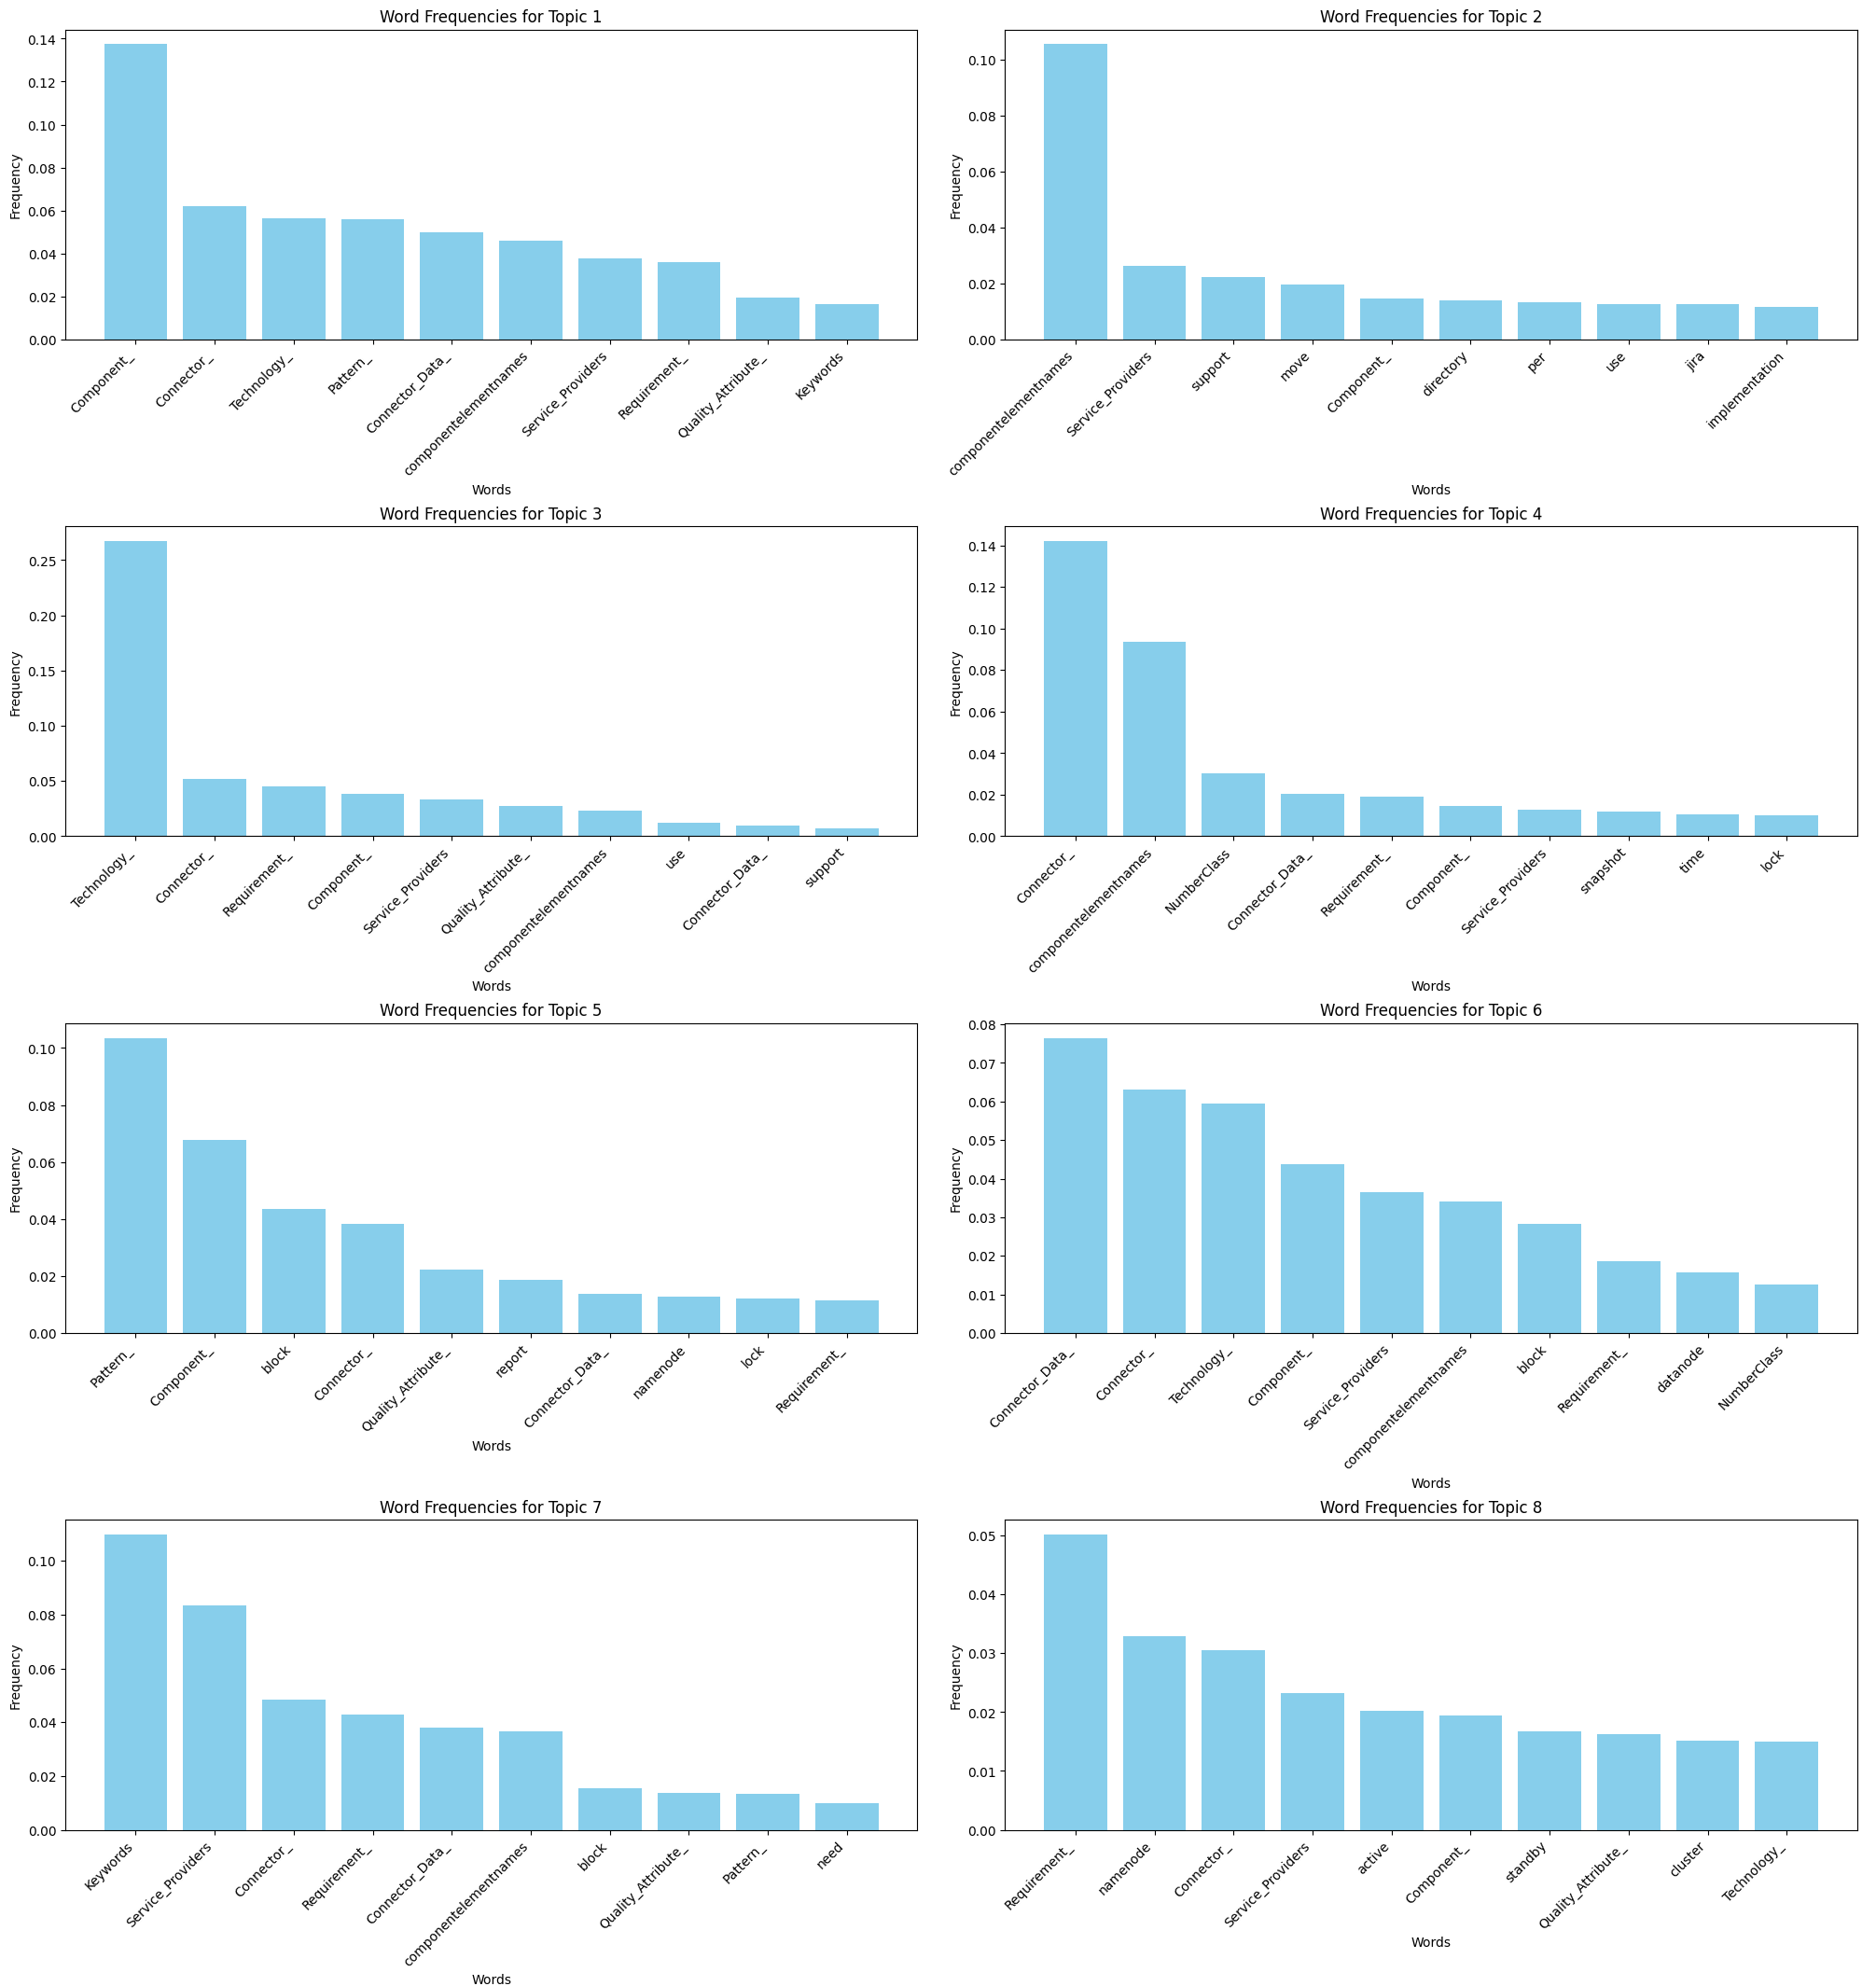 Word Frequencies for Topic 1
0.14
0.12
0.10
0.08
0.06
0.04
0.02
0.00
Frequency
Component_
Connector_
Technology_
Pattern_
Connector_Data_
componentelementnames
Service_Providers
Requirement_
Quality_Attribute_
Keywords
Words
Word Frequencies for Topic 2
0.10
0.08
0.06
0.04
0.02
0.00
Frequency
componentelementnames
Service_Providers
support
move
Component_
directory
per
use
jira
implementation
Words
Word Frequencies for Topic 3
0.25
0.20
0.15
0.10
0.05
0.00
Frequency
Technology_
Connector_
Requirement_
Component_
Service_Providers
Quality_Attribute_
componentelementnames
use
Connector_Data_
support
Words
Word Frequencies for Topic 4
0.14
0.12
0.10
0.08
0.06
0.04
0.02
0.00
Frequency
Connector_
componentelementnames
NumberClass
Connector_Data_
Requirement_
Component_
Service_Providers
snapshot
time
lock
Words
Word Frequencies for Topic 5
0.10
0.08
0.06
0.04
0.02
0.00
Frequency
Pattern_
Component_
block
Connector_
Quality_Attribute_
report
Connector_Data_
namenode
lock
Requirement_
Words
Word Frequencies for Topic 6
0.08
0.07
0.06
0.05
0.04
0.03
0.02
0.01
0.00
Frequency
Connector_Data_
Connector_
Technology_
Component_
Service_Providers
componentelementnames
block
Requirement_
datanode
NumberClass
Words
Word Frequencies for Topic 7
0.10
0.08
0.06
0.04
0.02
0.00
Frequency
Keywords
Service_Providers
Connector_
Requirement_
Connector_Data_
componentelementnames
block
Quality_Attribute_
Pattern_
need
Words
Word Frequencies for Topic 8
0.05
0.04
0.03
0.02
0.01
0.00
Frequency
Requirement_
namenode
Connector_
Service_Providers
active
Component_
standby
Quality_Attribute_
cluster
Technology_
Words